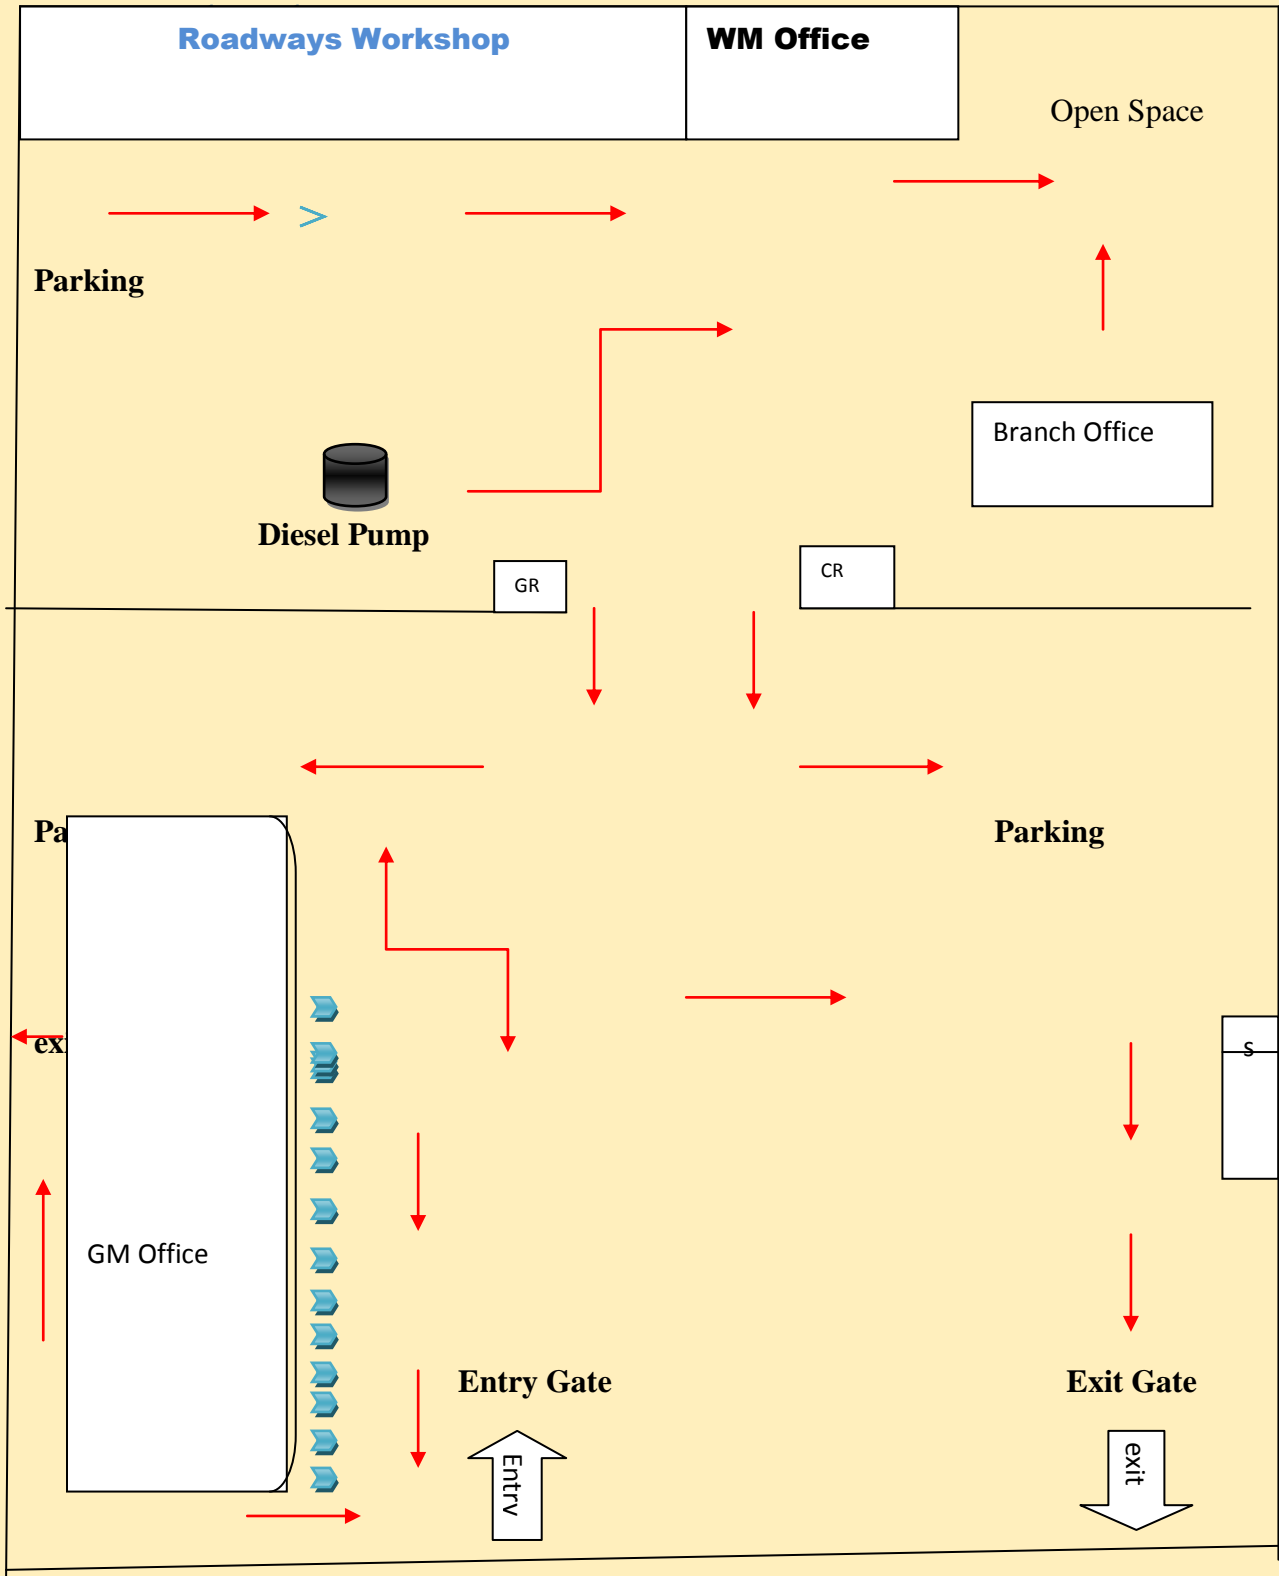 Roadways Workshop
WM Office
Open Space
Parking
Branch Office
Diesel Pump
GR
CR
Pa
Parking
exi
S
GM Office
Entry Gate
Exit Gate
Entry
exit